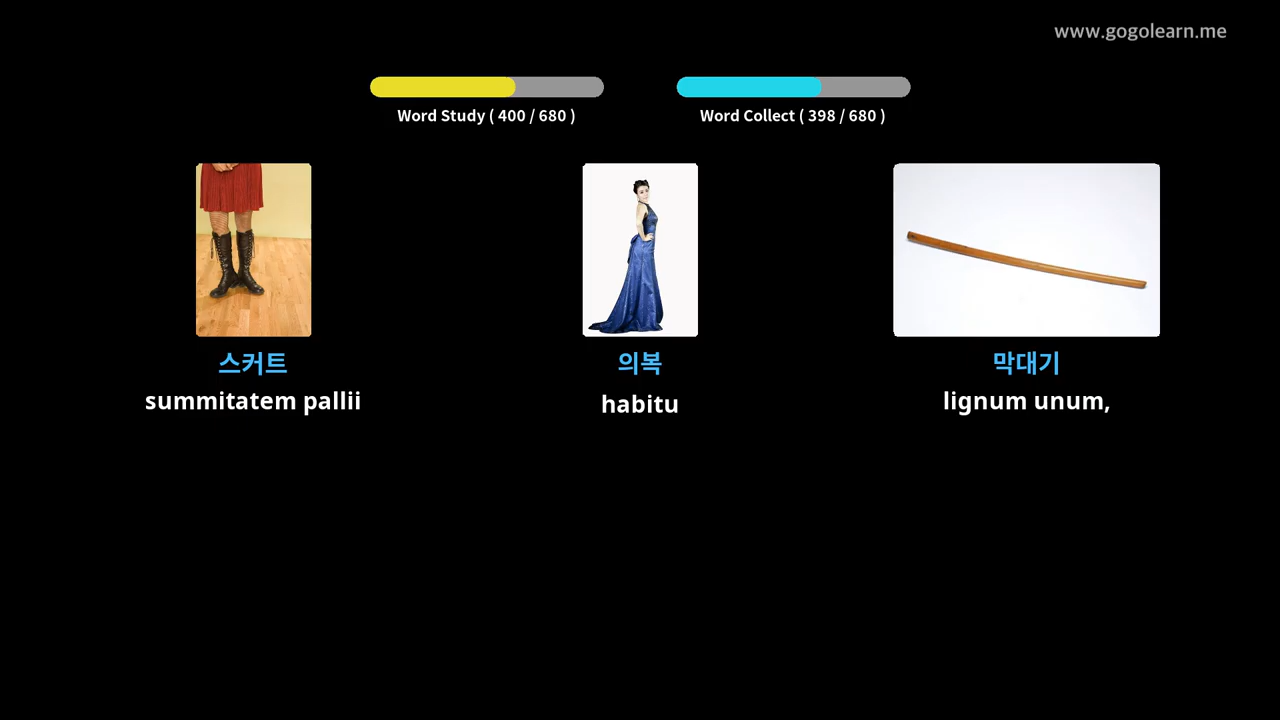 www.gogolearn.me
Word Study ( 400 / 680 )
Word Collect ( 398 / 680 )
스커트
의복
막대기
summitatem pallii
habitu
lignum unum,